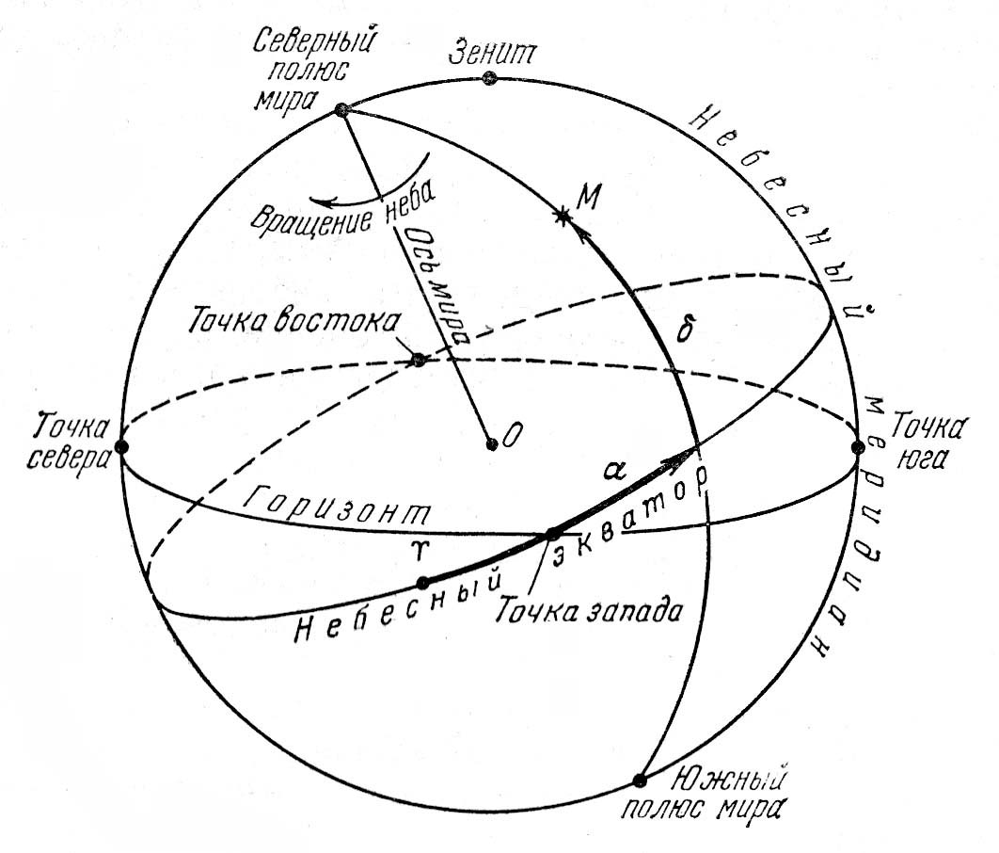 Северный
полюс
мира
Зенит
Небесный
меридиан
М
Вращение неба
Ось мира
Точка востока
δ
Точка
севера
О
Точка
юга
α
Горизонт
♈
Небесный экватор
Точка запада
Южный
полюс мира